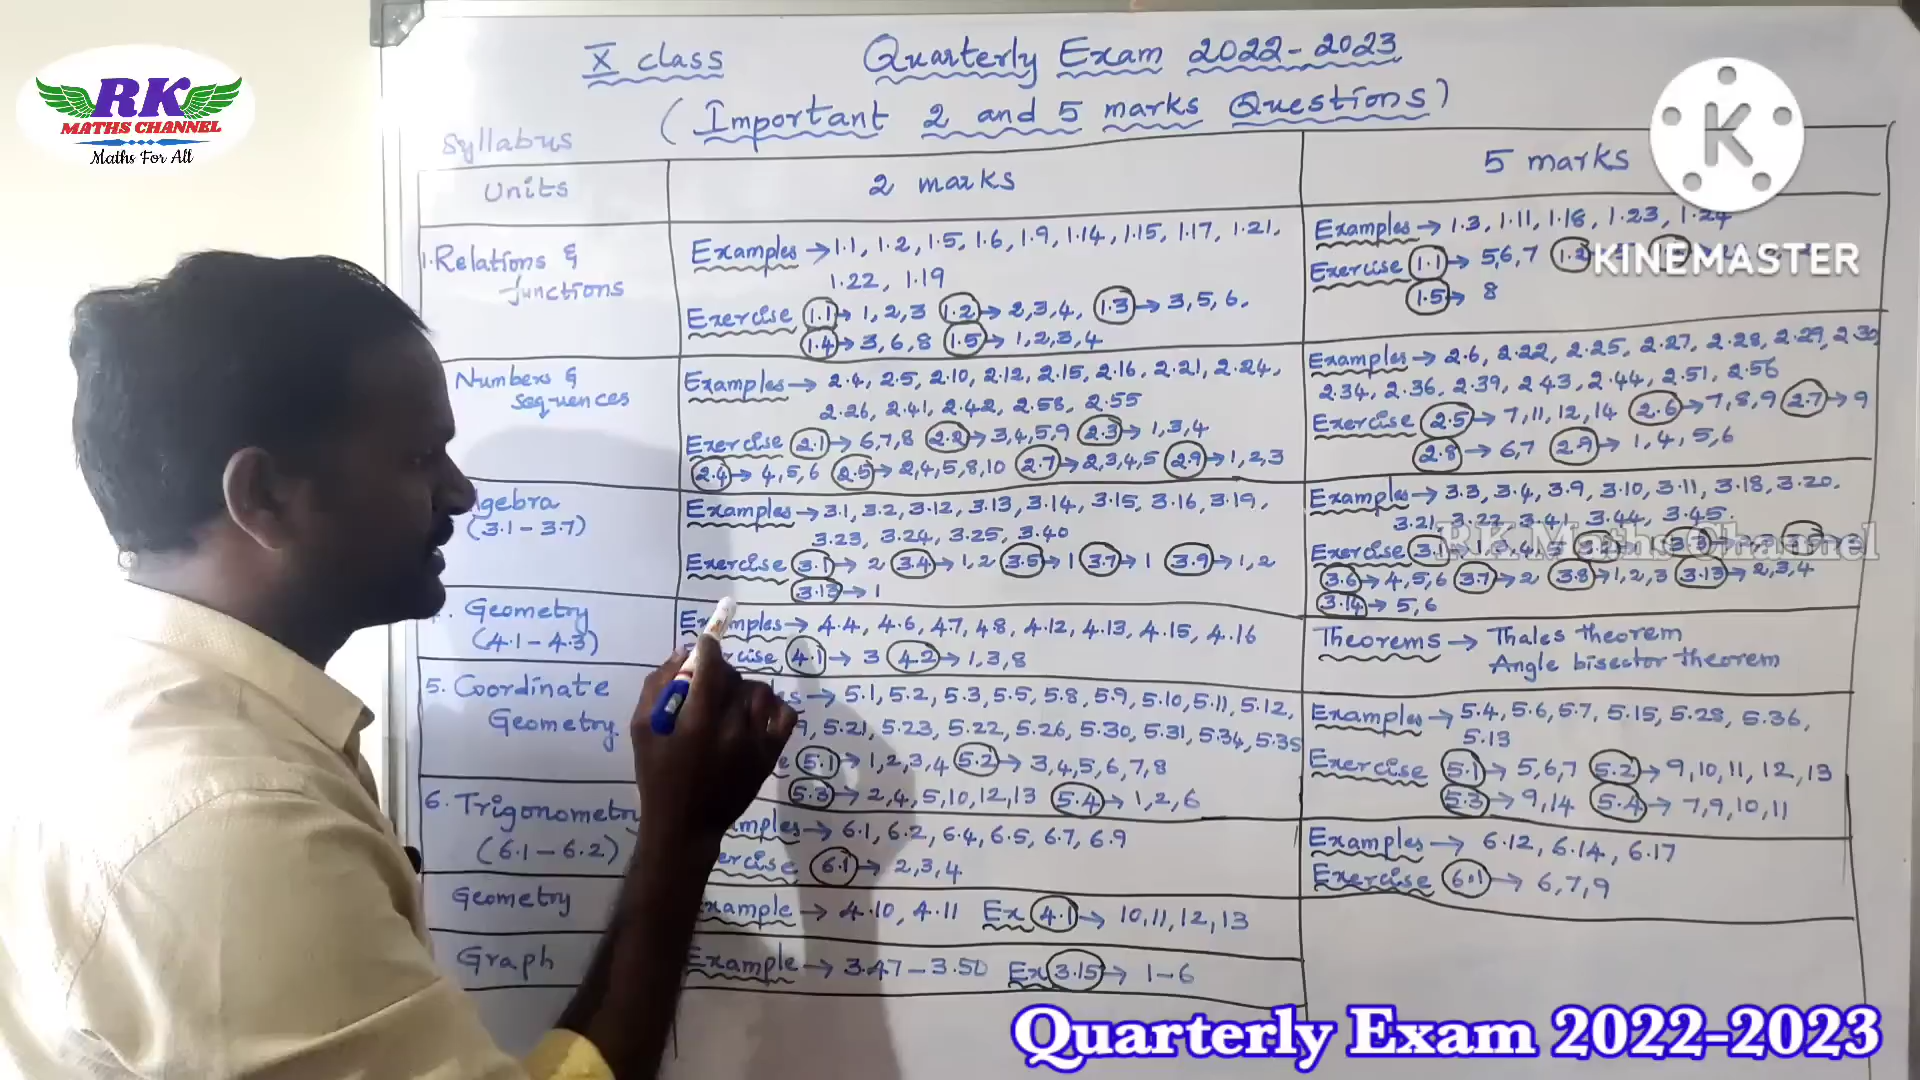 RK
MATHS CHANNEL
Maths For All
X class Quarterly Exam 2022-2023
(Important 2 and 5 marks Questions)
Syllabus
Units
2 marks
5 marks
1. Relations & functions
Examples → 1.1, 1.2, 1.5, 1.6, 1.9, 1.14, 1.15, 1.17, 1.21,
1.22, 1.19
Exercise 1.1 → 1,2,3 1.2 → 2,3,4, 1.3 → 3,5,6,
1.4 → 3,6,8 1.5 → 1,2,3,4
Examples → 1.3, 1.11, 1.18, 1.23, 1.24
Exercise 1.1 → 5,6,7 1.2
1.5 → 8
Numbers &
Sequences
Examples → 2.4, 2.5, 2.10, 2.12, 2.15, 2.16, 2.21, 2.24,
2.26, 2.41, 2.42, 2.58, 2.55
Exercise 2.1 → 6,7,8 2.2 → 3,4,5,9 2.3 → 1,3,4
2.4 → 4,5,6 2.5 → 2,4,5,8,10 2.7 → 2,3,4,5 2.9 → 1,2,3
Examples → 2.6, 2.22, 2.25, 2.27, 2.28, 2.29, 2.30
2.34, 2.36, 2.39, 2.43, 2.44, 2.51, 2.56
Exercise 2.5 → 7,11,12,14 2.6 → 7,8,9 2.7 → 9
2.8 → 6,7 2.9 → 1,4,5,6
(3.1 - 3.7)
Examples → 3.1, 3.2, 3.12, 3.13, 3.14, 3.15, 3.16, 3.19,
3.23, 3.24, 3.25, 3.40
Exercise 3.1 → 2 3.4 → 1,2 3.5 → 1 3.7 → 1 3.9 → 1,2
3.13 → 1
Examples → 3.3, 3.4, 3.9, 3.10, 3.11, 3.18, 3.20,
3.21, 3.22, 3.41, 3.44, 3.45.
Exercise 3.1
3.6 → 4,5,6 3.7 → 2 3.8 → 1,2,3 3.13 → 2,3,4
3.14 → 5,6
Geometry
(4.1 - 4.3)
→ 4.4, 4.6, 4.7, 4.8, 4.12, 4.13, 4.15, 4.16
4.1 → 3 4.2 → 1,3,8
Theorems → Thales theorem
Angle bisector theorem
5. Coordinate
Geometry
→ 5.1, 5.2, 5.3, 5.5, 5.8, 5.9, 5.10, 5.11, 5.12,
5.21, 5.23, 5.22, 5.26, 5.30, 5.31, 5.34, 5.35
5.1 → 1,2,3,4 5.2 → 3,4,5,6,7,8
5.3 → 2,4,5,10,12,13 5.4 → 1,2,6
Examples → 5.4, 5.6, 5.7, 5.15, 5.28, 5.36,
5.13
Exercise 5.1 → 5,6,7 5.2 → 9,10,11,12,13
5.3 → 9,14 5.4 → 7,9,10,11
6. Trigonometry
(6.1 - 6.2)
→ 6.1, 6.2, 6.4, 6.5, 6.7, 6.9
6.1 → 2,3,4
Examples → 6.12, 6.14, 6.17
Exercise 6.1 → 6,7,9
Geometry
Example → 4.10, 4.11 Ex 4.1 → 10,11,12,13
Graph
Example → 3.47 - 3.50 Ex 3.15 → 1-6
K
KINEMASTER
RK Maths Channel
Quarterly Exam 2022-2023